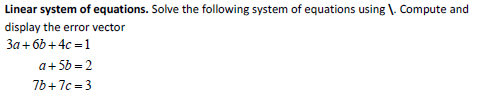 Linear system of equations. Solve the following system of equations using \. Compute and
display the error vector
3a + 6b + 4c = 1
a + 5b = 2
7b + 7c = 3